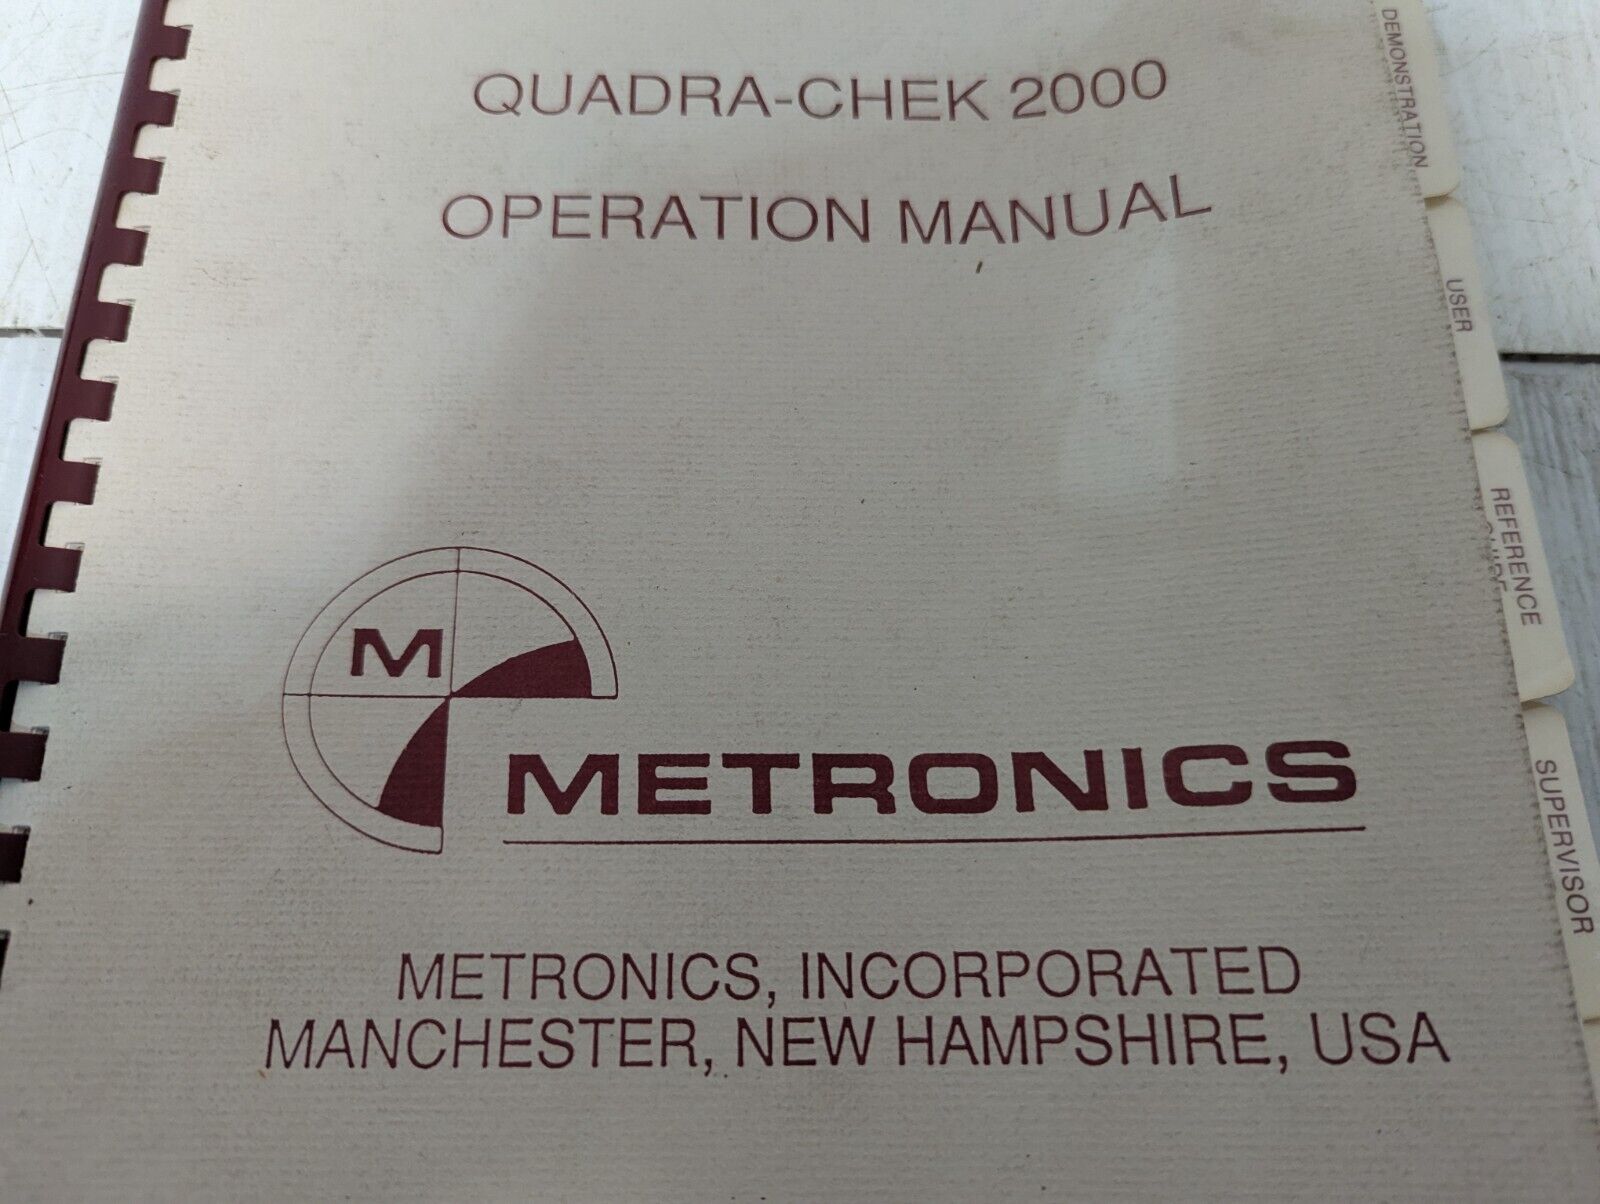 QUADRA-CHEK 2000
OPERATION MANUAL
M
METRONICS
METRONICS, INCORPORATED
MANCHESTER, NEW HAMPSHIRE, USA
DEMONSTRATION
USER
REFERENCE
SUPERVISOR